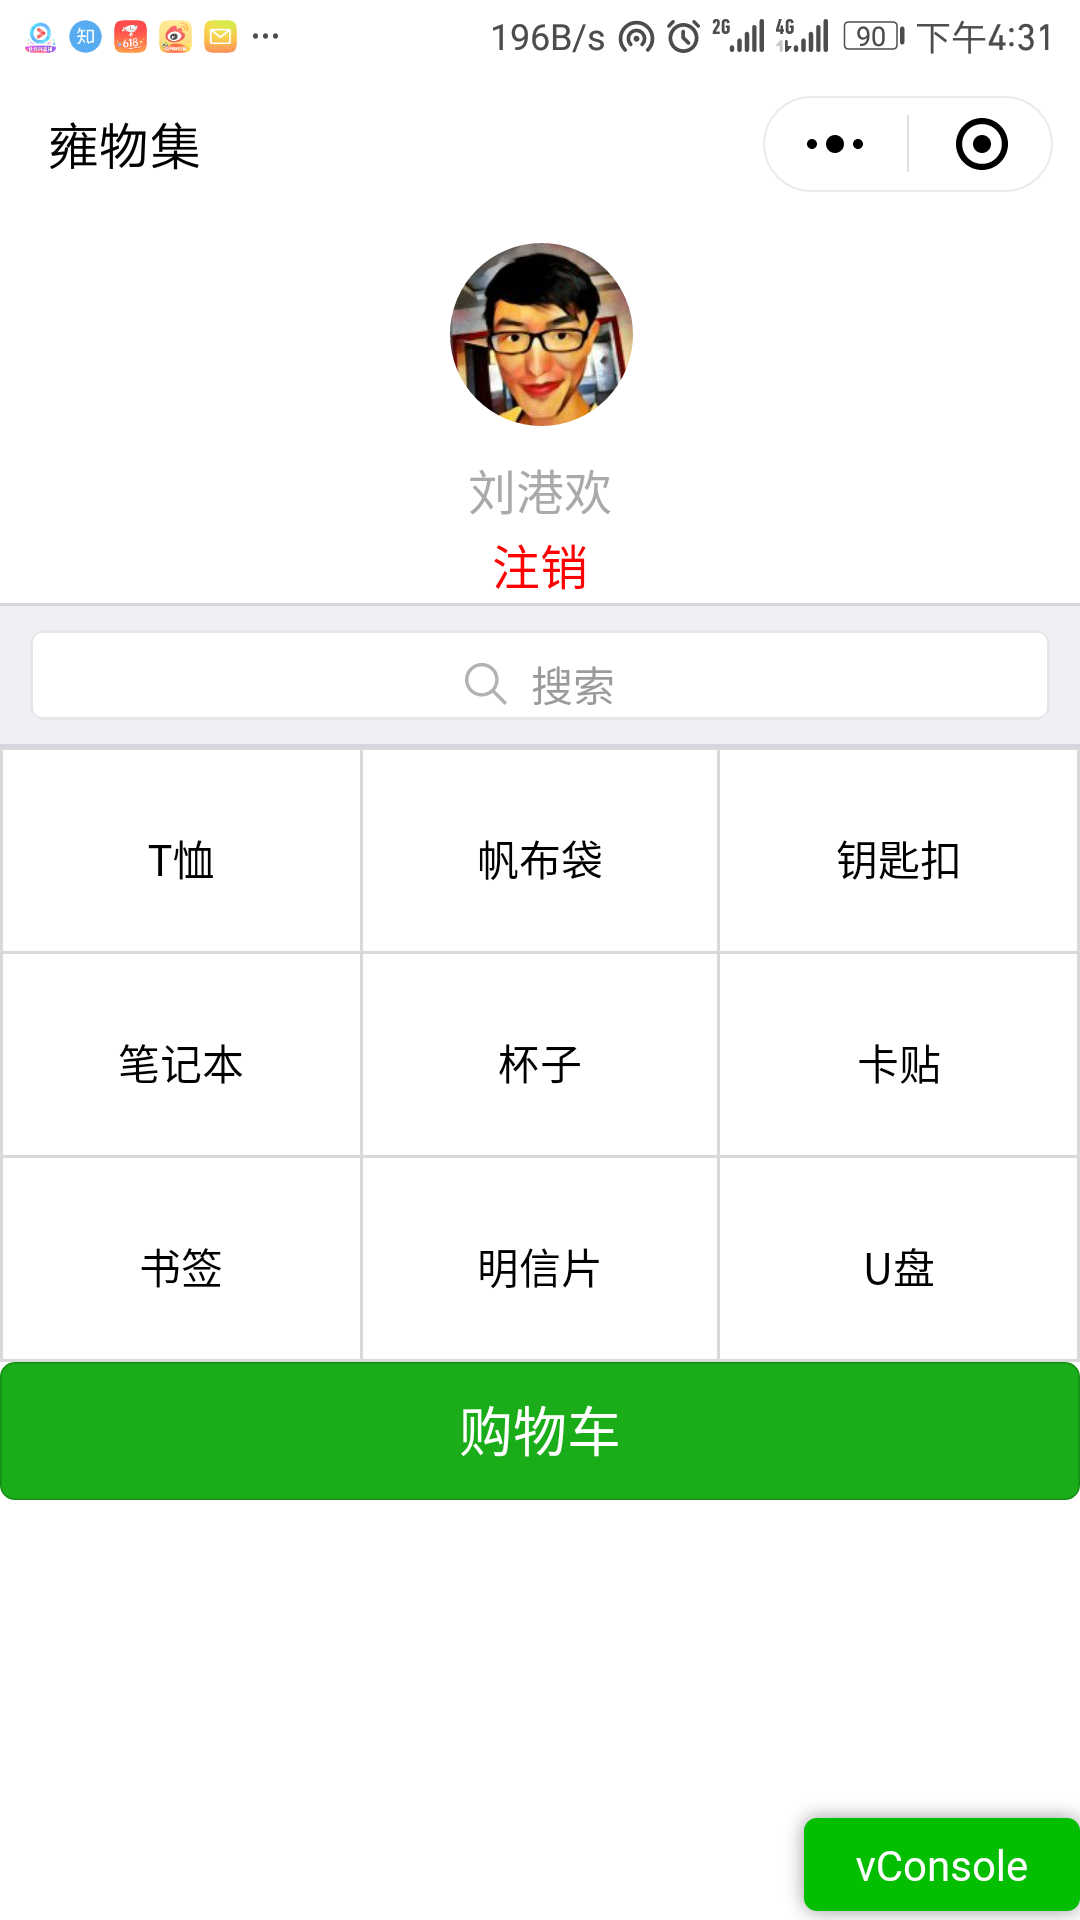 知 618 196B/s 2G 4G 90 下午4:31
雍物集
刘港欢
注销
搜索
T恤 帆布袋 钥匙扣
笔记本 杯子 卡贴
书签 明信片 U盘
购物车
vConsole